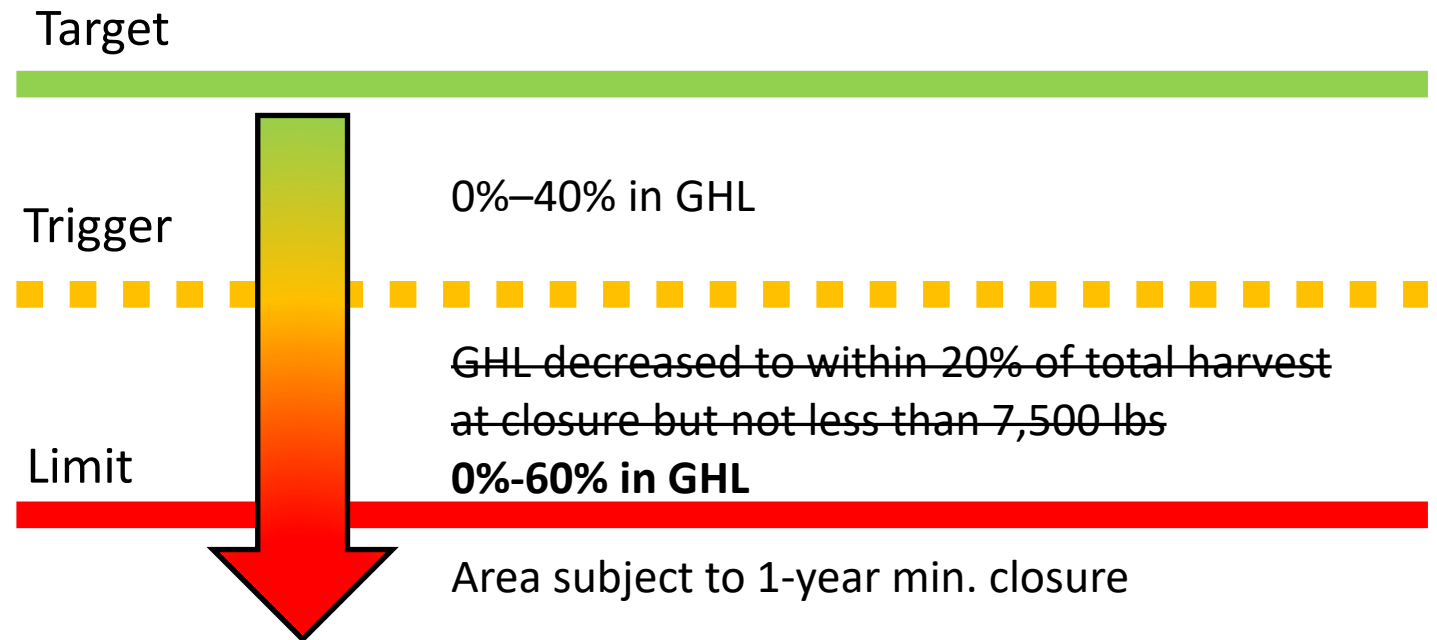 Target
0%–40% in GHL
Trigger
GHL decreased to within 20% of total harvest
at closure but not less than 7,500 lbs
Limit
0%-60% in GHL
Area subject to 1-year min. closure